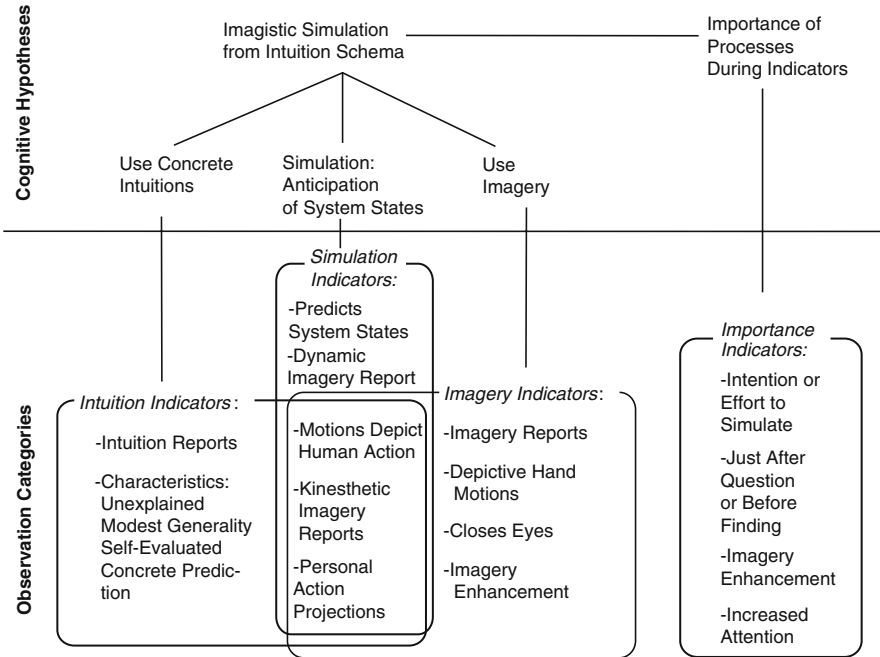 Cognitive Hypotheses
Imagistic Simulation
from Intuition Schema
Importance of
Processes
During Indicators
Use Concrete
Intuitions
Simulation:
Anticipation
of System States
Use
Imagery
Observation Categories
Simulation
Indicators:
-Predicts
System States
-Dynamic
Imagery Report
Intuition Indicators:
-Intuition Reports
-Characteristics:
Unexplained
Modest Generality
Self-Evaluated
Concrete Predic-
tion
-Motions Depict
Human Action
-Kinesthetic
Imagery
Reports
-Personal
Action
Projections
Imagery Indicators:
-Imagery Reports
-Depictive Hand
Motions
-Closes Eyes
-Imagery
Enhancement
Importance
Indicators:
-Intention or
Effort to
Simulate
-Just After
Question
or Before
Finding
-Imagery
Enhancement
-Increased
Attention